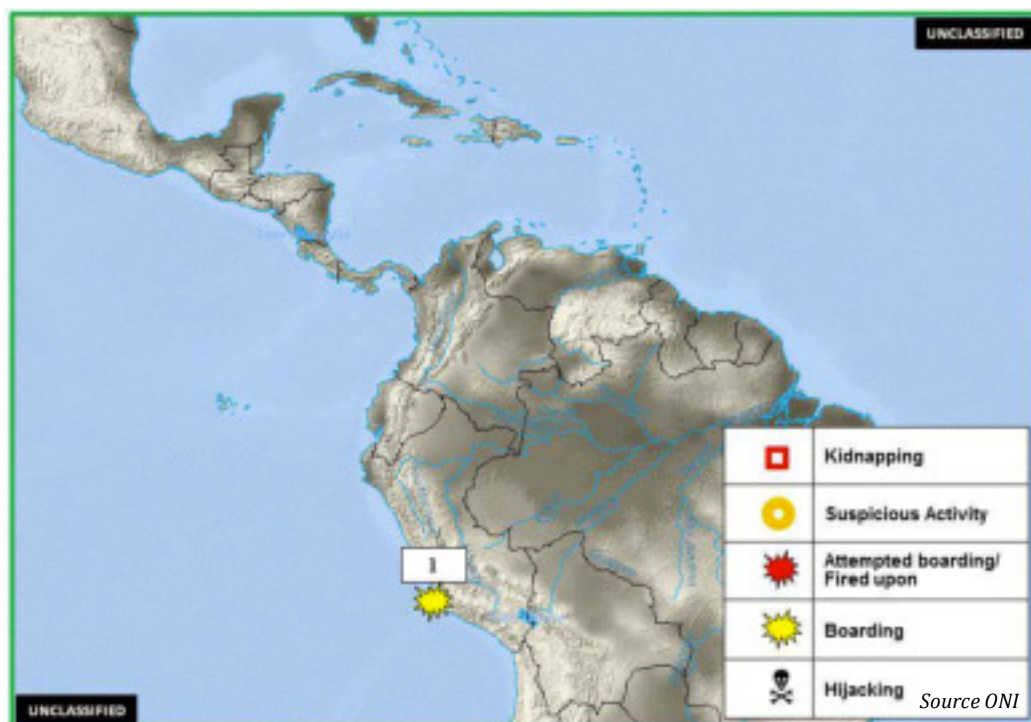 UNCLASSIFIED
1
Kidnapping
Suspicious Activity
Attempted boarding/
Fired upon
Boarding
Hijacking
Source ONI
UNCLASSIFIED